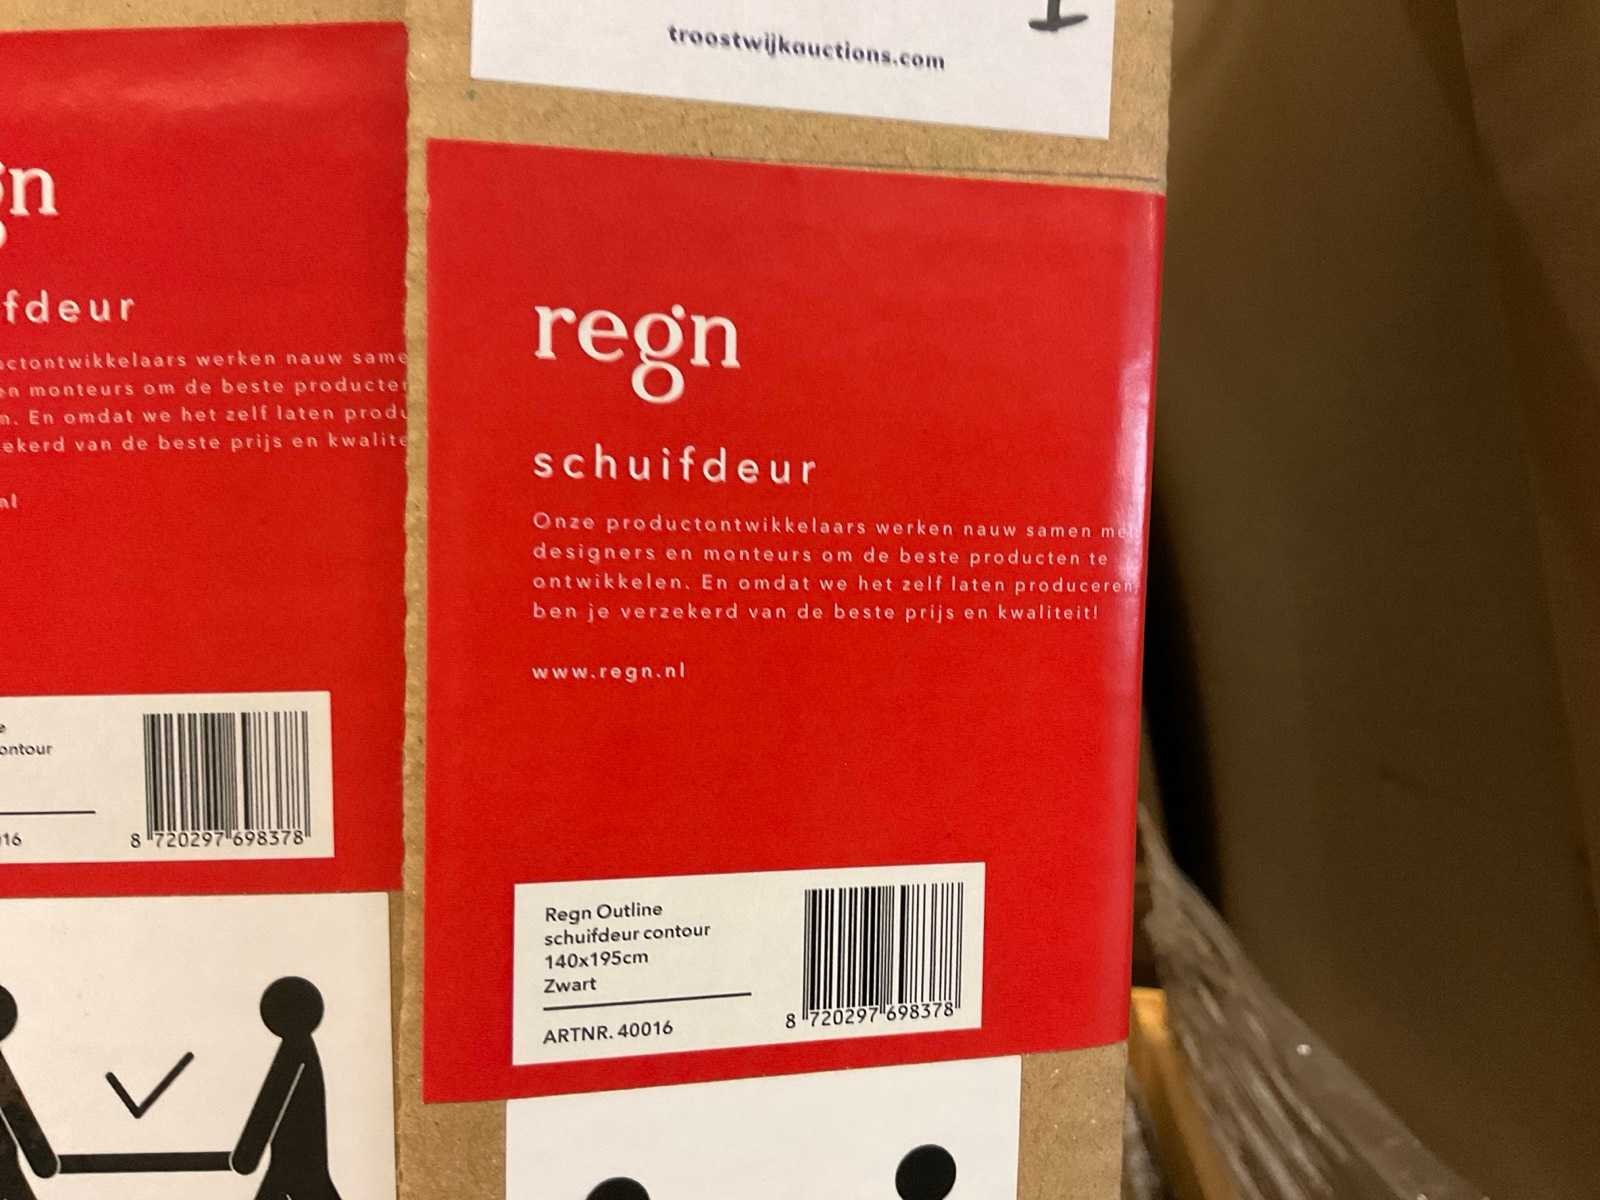 troostwijkauctions.com
gn
fdeur
ctontwikkelaars werken nauw same
en monteurs om de beste producten
n. En omdat we het zelf laten produ
ekerd van de beste prijs en kwalite
nl
ontour
016
8 720297 698378
regn
schuifdeur
Onze productontwikkelaars werken nauw samen met
designers en monteurs om de beste producten te
ontwikkelen. En omdat we het zelf laten produceren,
ben je verzekerd van de beste prijs en kwaliteit!
www.regn.nl
Regn Outline
schuifdeur contour
140x195cm
Zwart
ARTNR. 40016
8 720297 698378